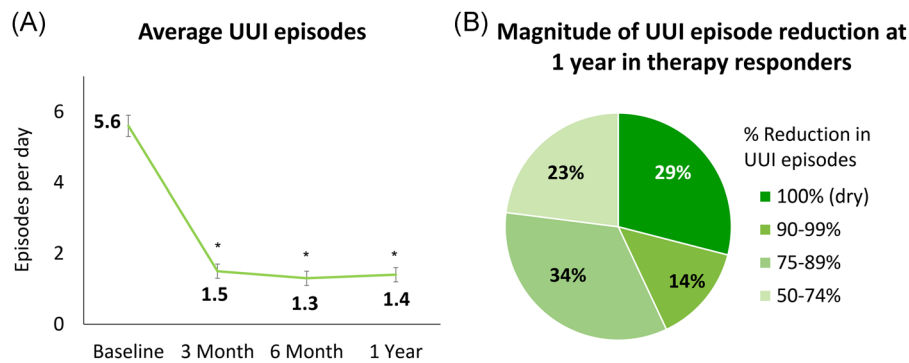 (A)
Average UUI episodes
Episodes per day
6
4
2
0
5.6
*
*
*
1.5
1.3
1.4
Baseline
3 Month
6 Month
1 Year
(B)
Magnitude of UUI episode reduction at
1 year in therapy responders
23%
29%
34%
14%
% Reduction in
UUI episodes
100% (dry)
90-99%
75-89%
50-74%